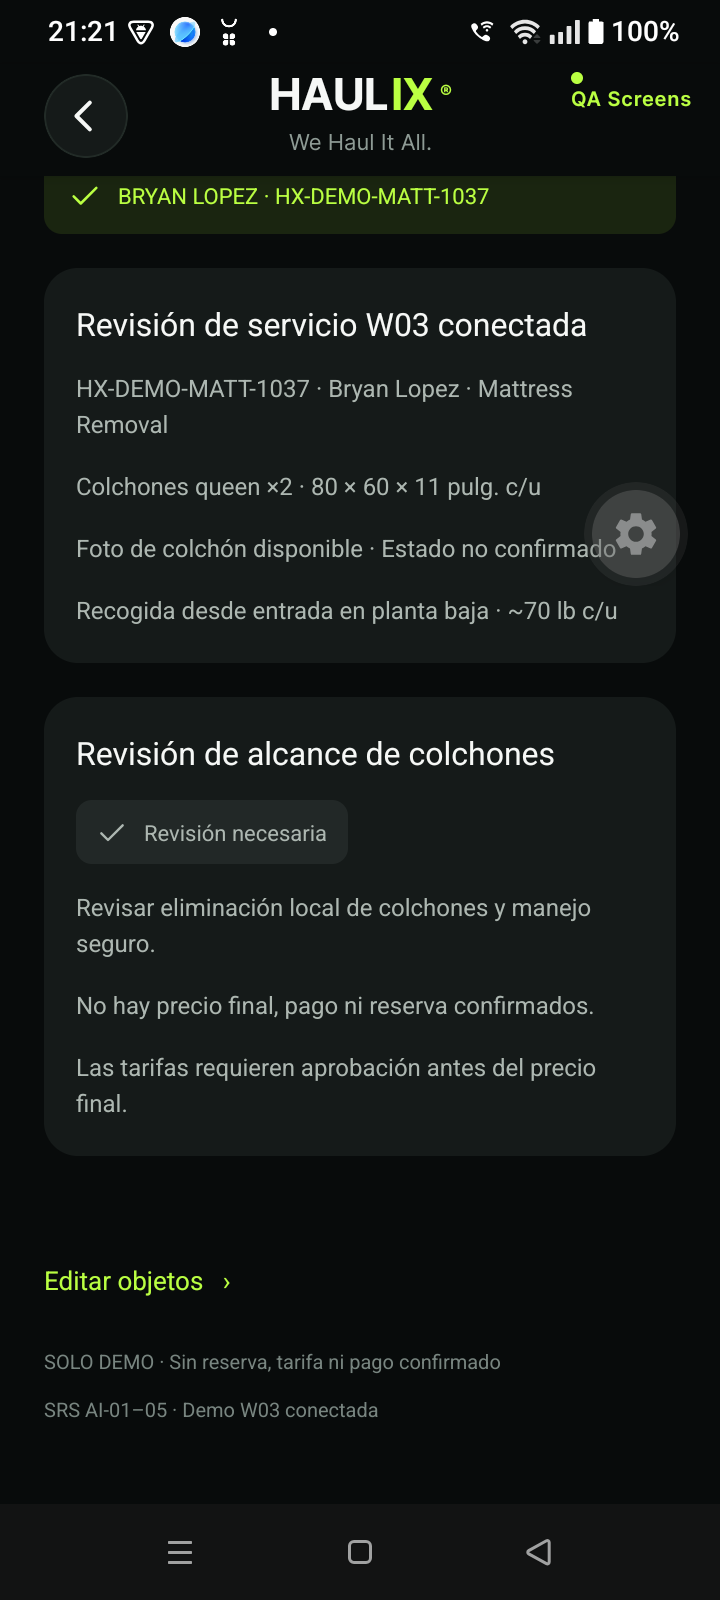 21:21
100%
HAULIX ®
QA Screens
We Haul It All.
BRYAN LOPEZ · HX-DEMO-MATT-1037
Revisión de servicio W03 conectada
HX-DEMO-MATT-1037 · Bryan Lopez · Mattress
Removal
Colchones queen ×2 · 80 × 60 × 11 pulg. c/u
Foto de colchón disponible · Estado no confirmado
Recogida desde entrada en planta baja · ~70 lb c/u
Revisión de alcance de colchones
Revisión necesaria
Revisar eliminación local de colchones y manejo
seguro.
No hay precio final, pago ni reserva confirmados.
Las tarifas requieren aprobación antes del precio
final.
Editar objetos ›
SOLO DEMO · Sin reserva, tarifa ni pago confirmado
SRS AI-01–05 · Demo W03 conectada